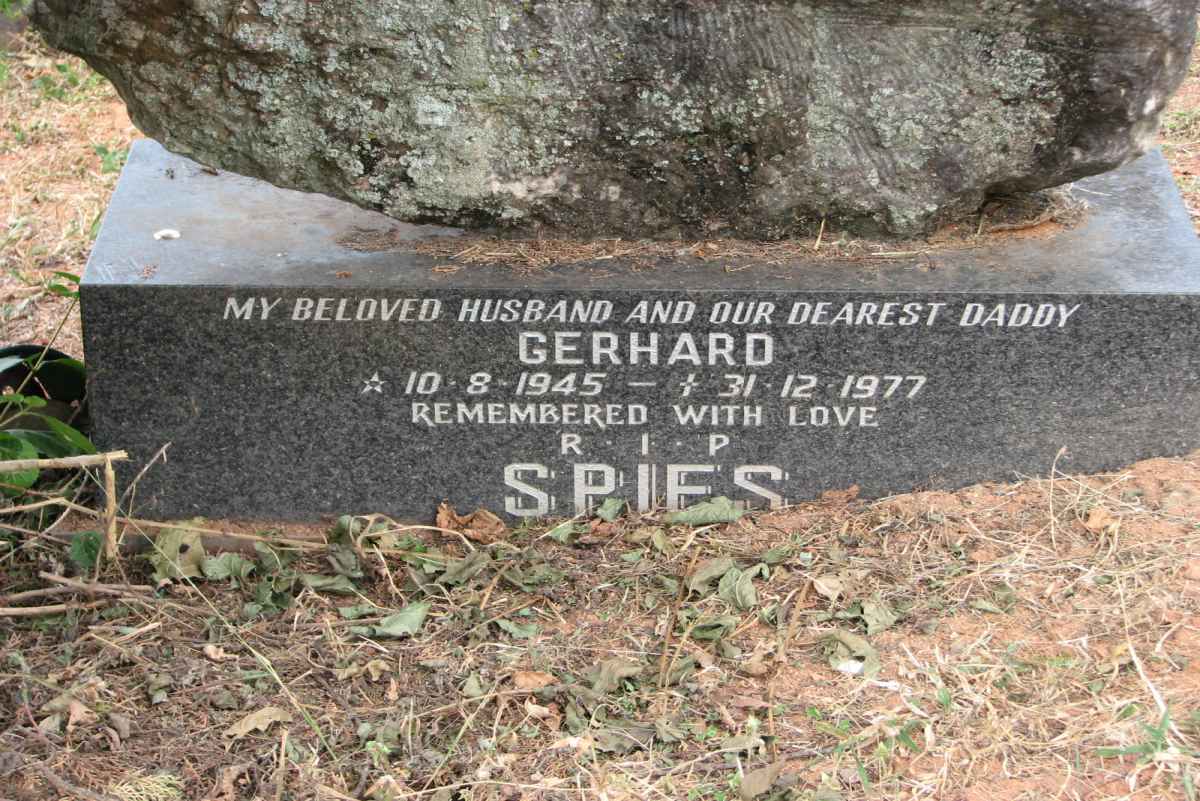 MY BELOVED HUSBAND AND OUR DEAREST DADDY
GERHARD
☆ 10·8·1945 — † 31·12·1977
REMEMBERED WITH LOVE
R·I·P
SPIES